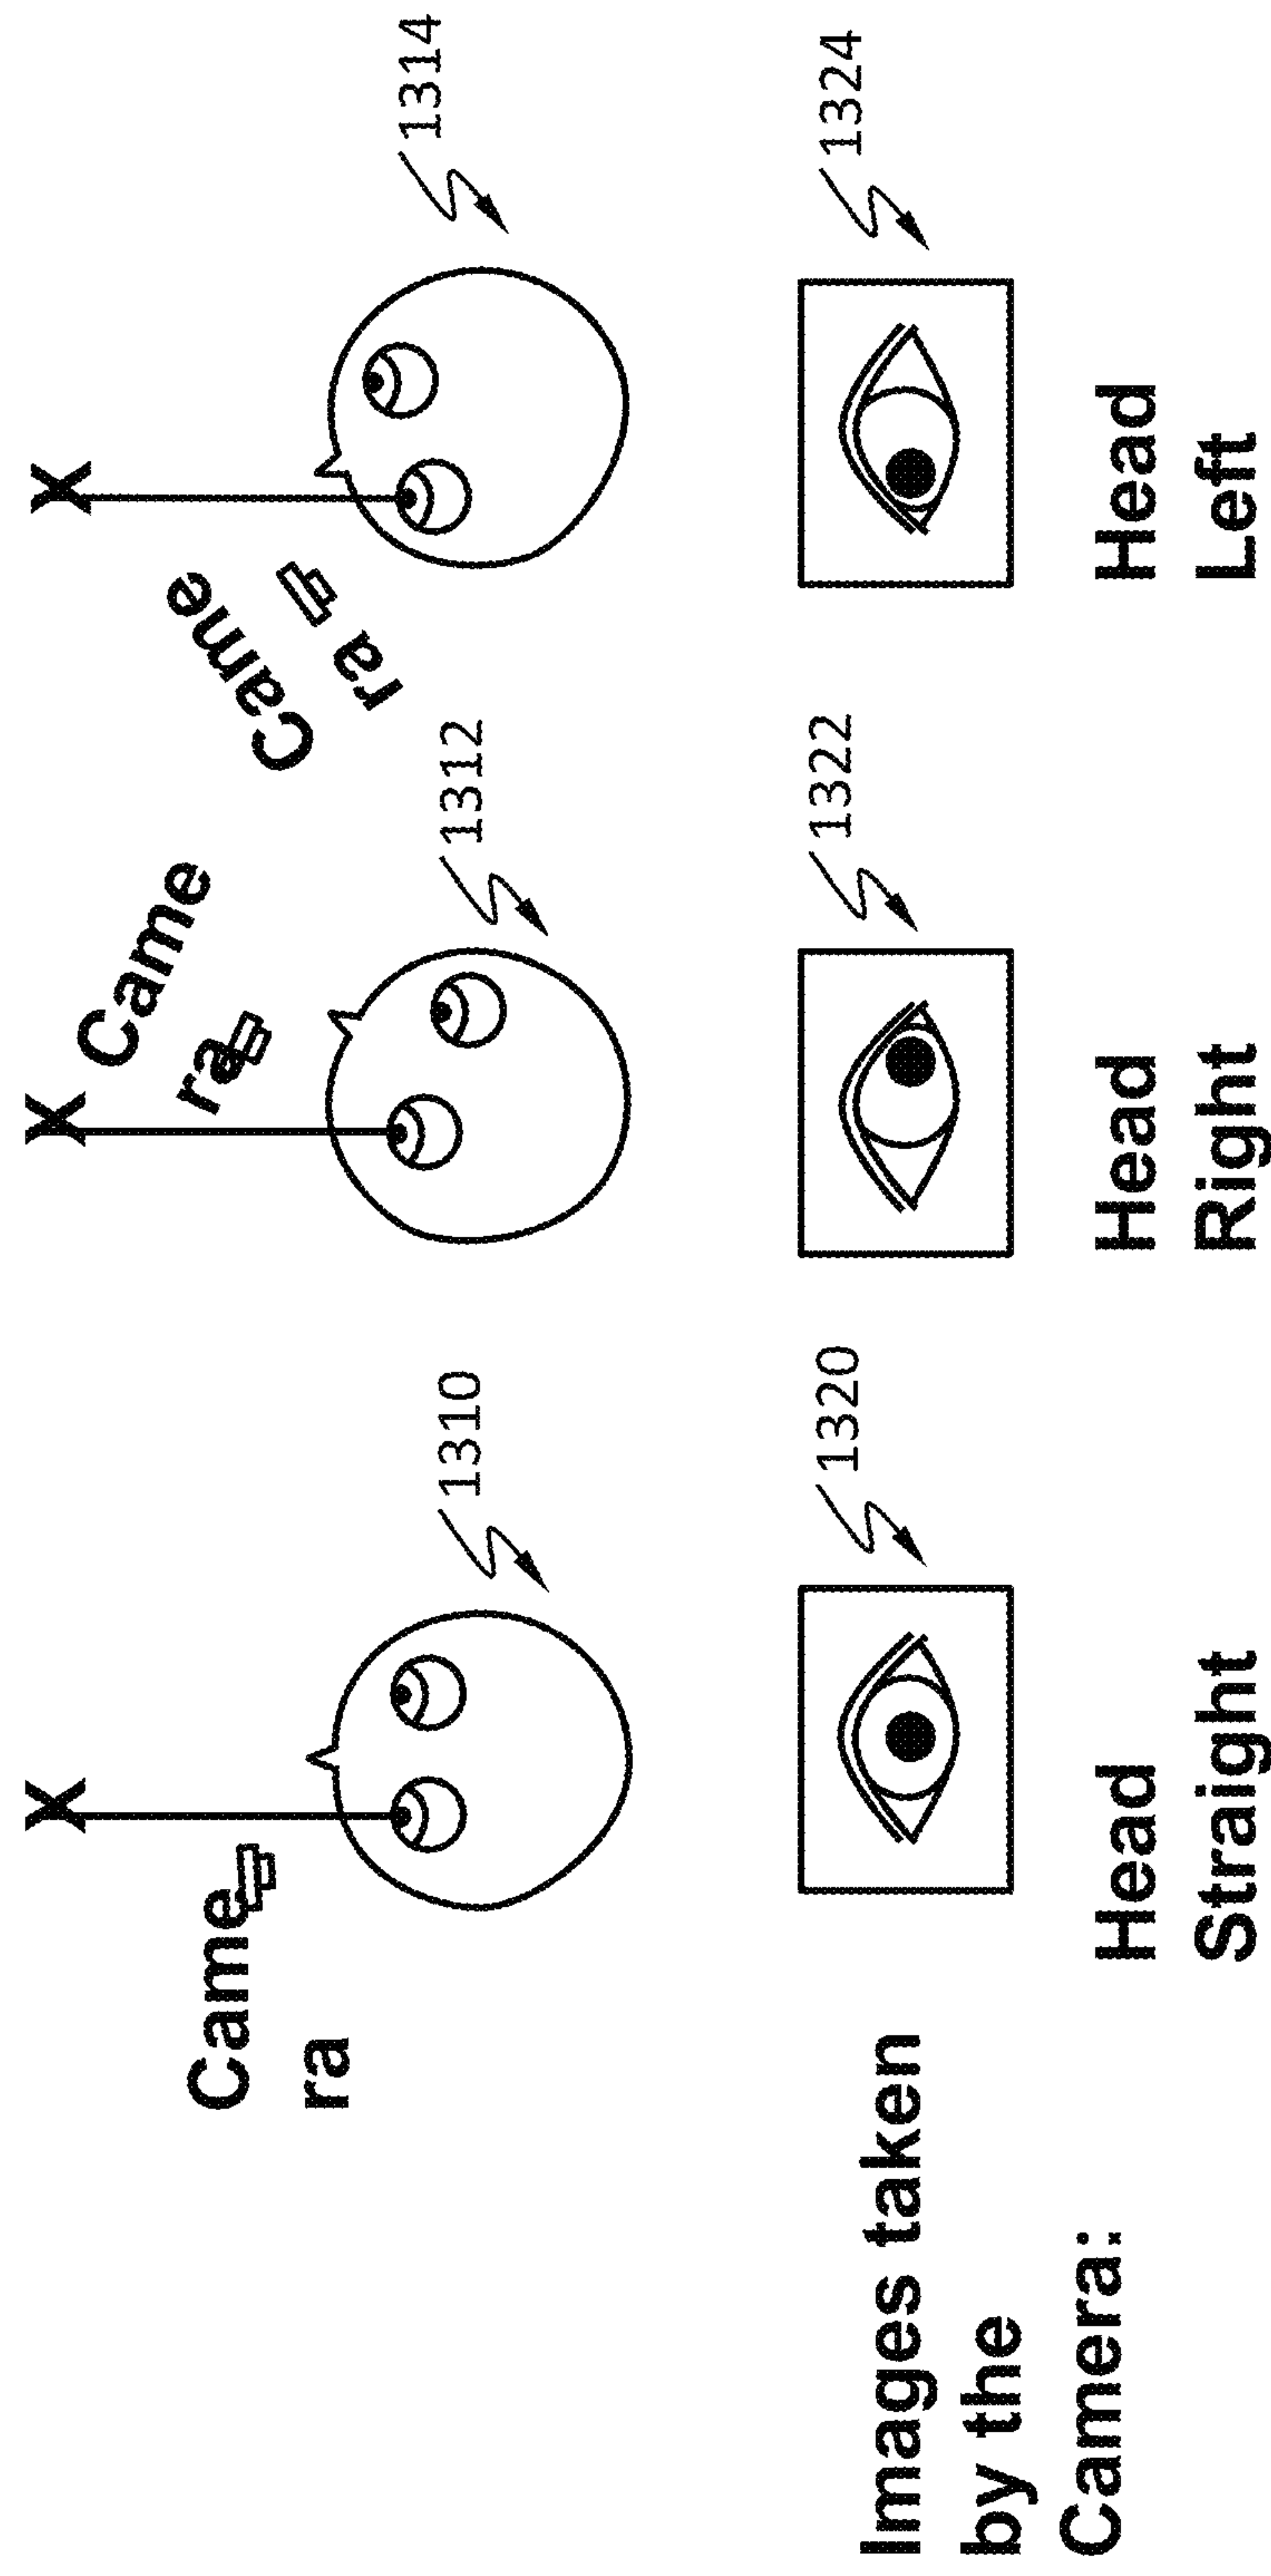 X
X
X
Came
ra
Came
ra
Came
ra
1310
1312
1314
Images taken
by the
Camera:
1320
1322
1324
Head
Straight
Head
Right
Head
Left